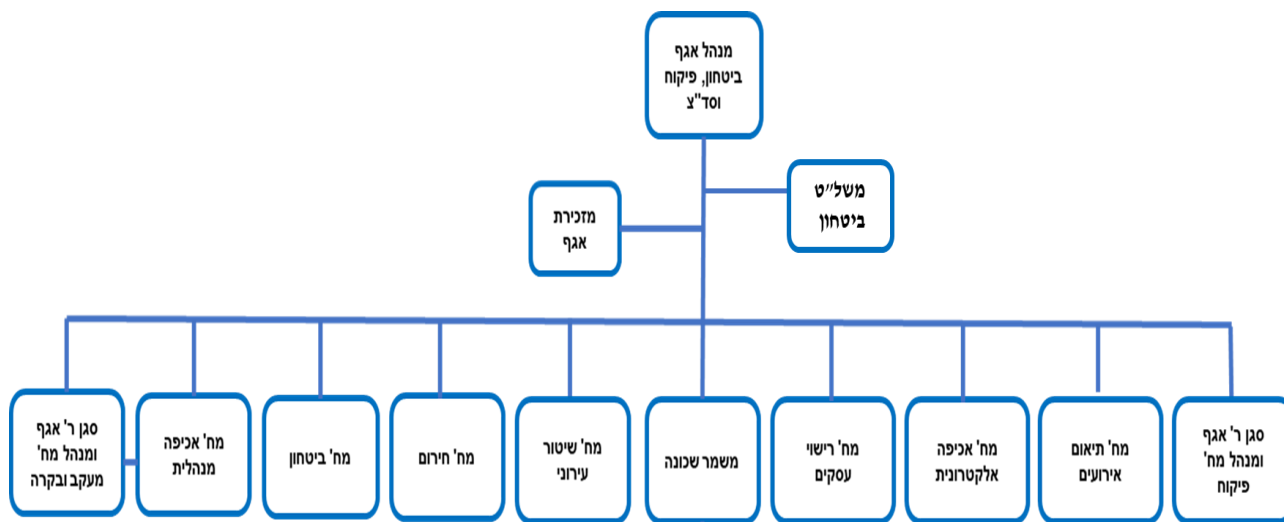 מנהל אגף
ביטחון, פיקוח
וסד"צ
משל״ט
ביטחון
מזכירת
אגף
סגן ר' אגף
ומנהל מח'
פיקוח
מח' תיאום
אירועים
מח' אכיפה
אלקטרונית
מח' רישוי
עסקים
משמר שכונה
מח' שיטור
עירוני
מח' חירום
מח' ביטחון
מח' אכיפה
מנהלית
סגן ר' אגף
ומנהל מח'
מעקב ובקרה